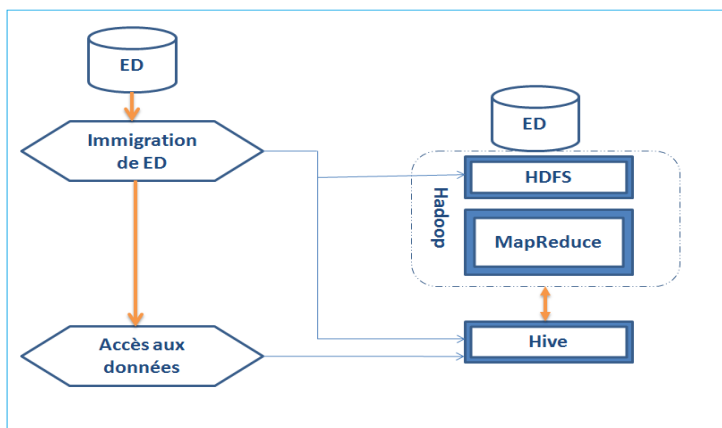 ED
Immigration
de ED
Accès aux
données
ED
Hadoop
HDFS
MapReduce
Hive